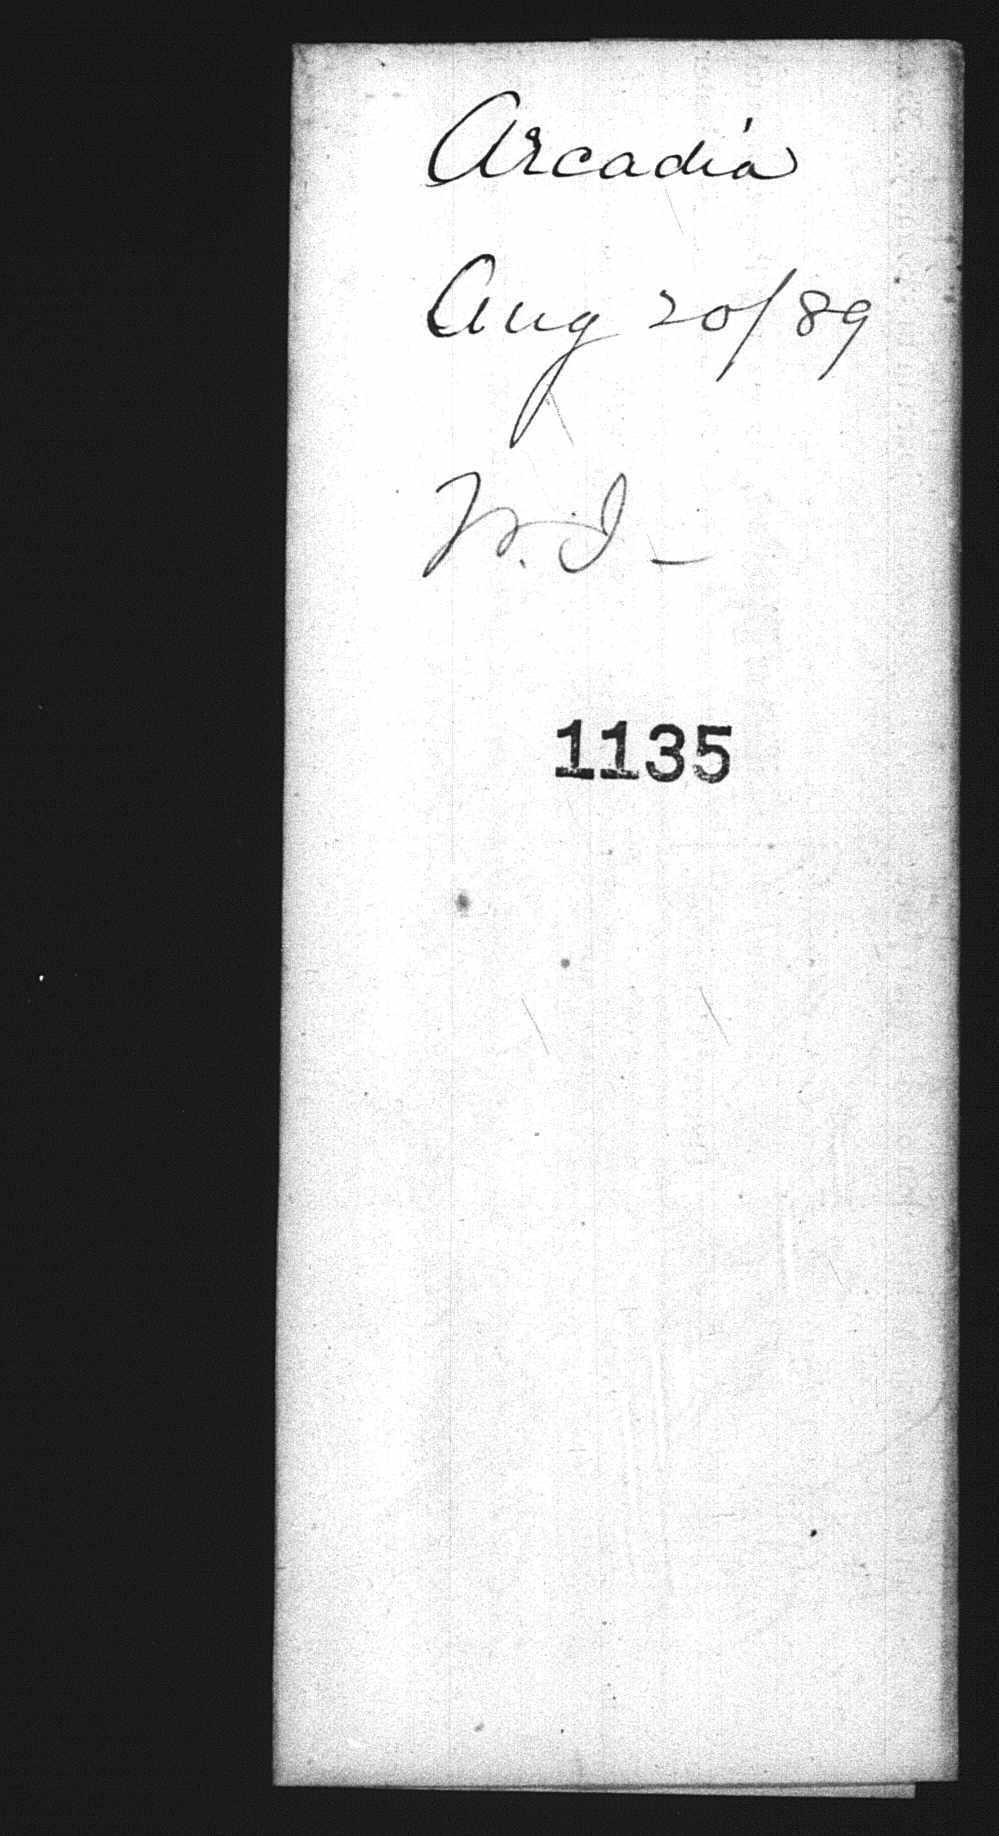 Arcadia
Aug 20/89
W. I —
1135